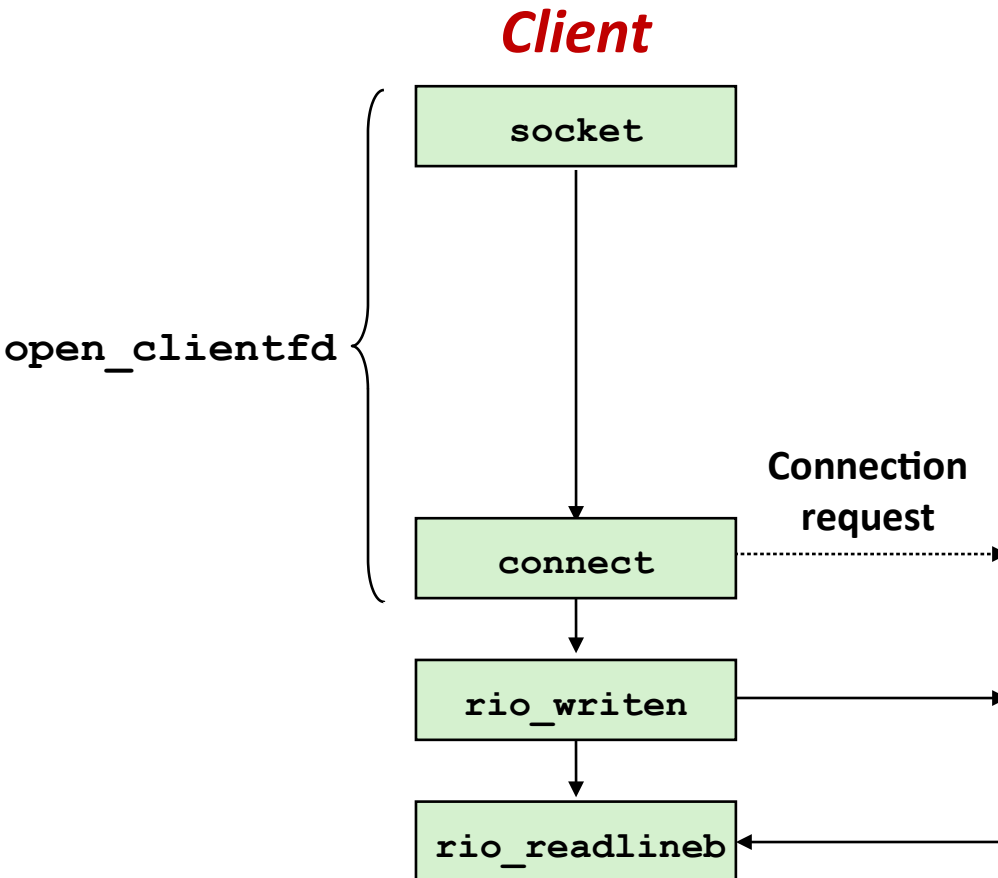 Client
socket
open_clientfd
Connection
request
connect
rio_writen
rio_readlineb